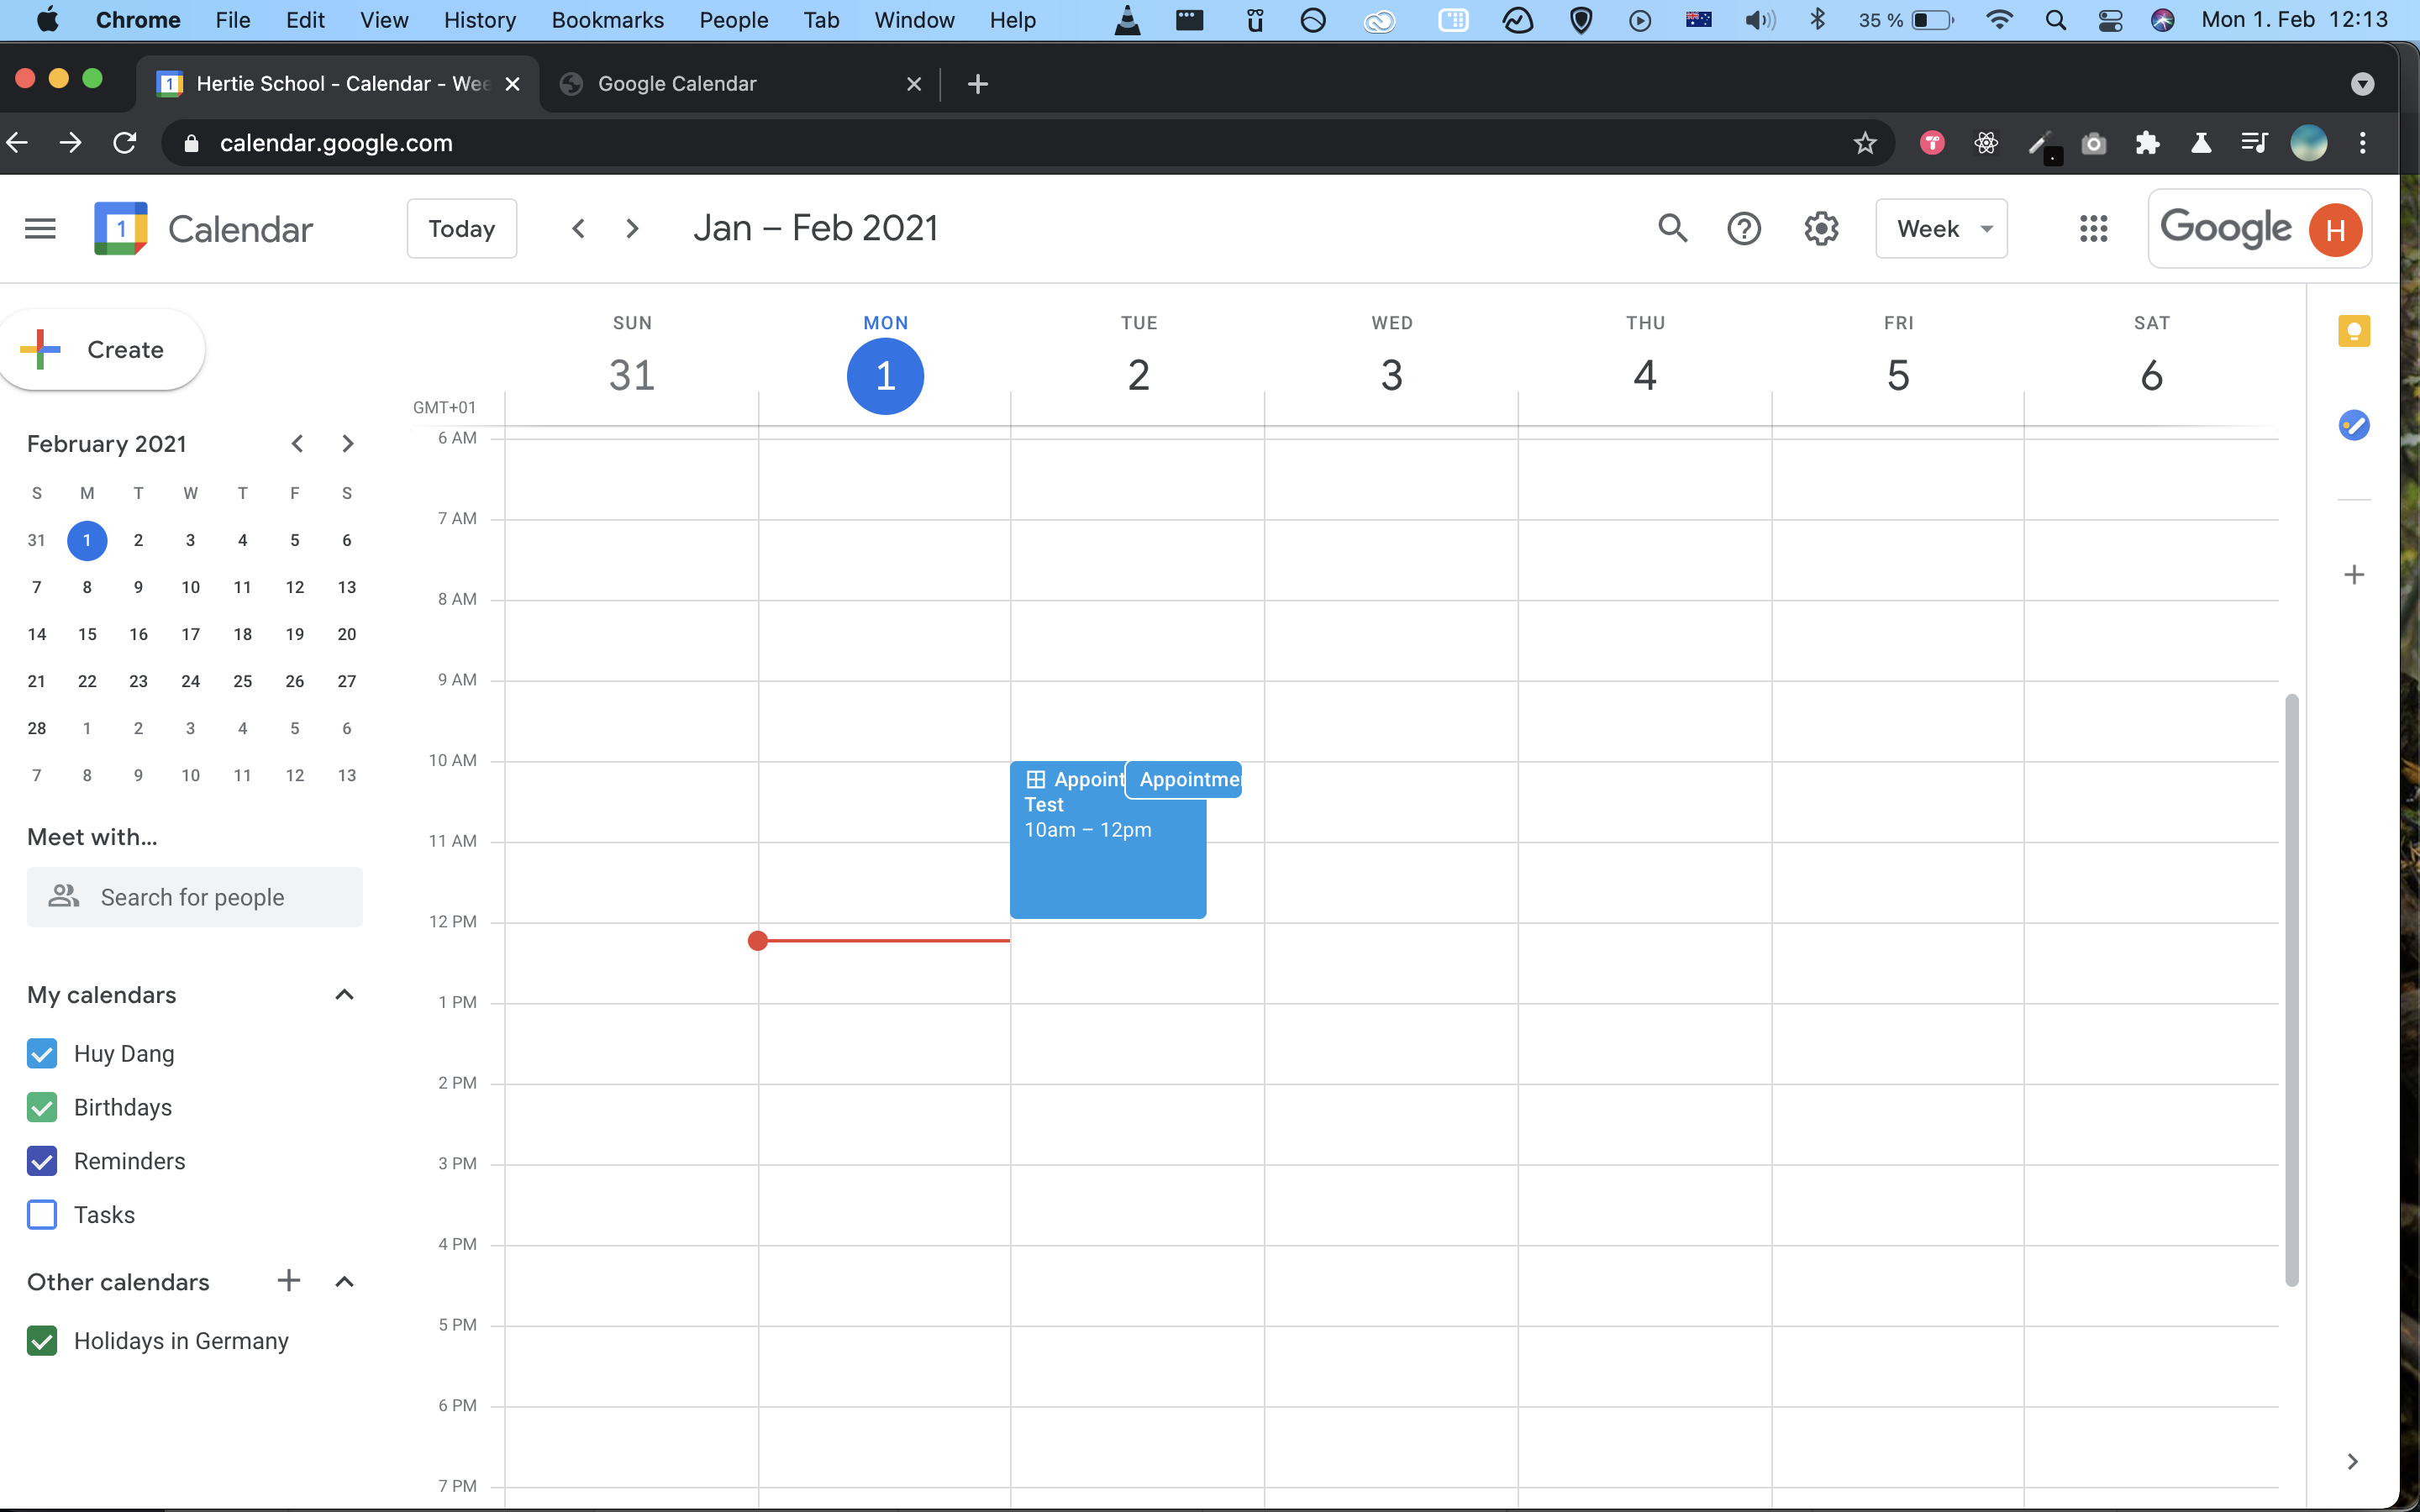 Chrome File Edit View History Bookmarks People Tab Window Help 35 % Mon 1. Feb 12:13
Hertie School - Calendar - Wee Google Calendar
calendar.google.com
1 Calendar Today Jan – Feb 2021 Week Google H
Create
SUN MON TUE WED THU FRI SAT
31 1 2 3 4 5 6
GMT+01
February 2021
S M T W T F S
31 1 2 3 4 5 6
7 8 9 10 11 12 13
14 15 16 17 18 19 20
21 22 23 24 25 26 27
28 1 2 3 4 5 6
7 8 9 10 11 12 13
Meet with...
Search for people
My calendars
Huy Dang
Birthdays
Reminders
Tasks
Other calendars
Holidays in Germany
6 AM
7 AM
8 AM
9 AM
10 AM
Appoint Appointme
Test
10am – 12pm
11 AM
12 PM
1 PM
2 PM
3 PM
4 PM
5 PM
6 PM
7 PM